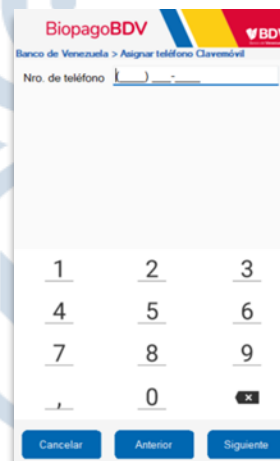 BiopagoBDV
BDV
Banco de Venezuela > Asignar teléfono Clavemóvil
Nro. de teléfono (____) ___-____
1 2 3
4 5 6
7 8 9
, 0
Cancelar Anterior Siguiente